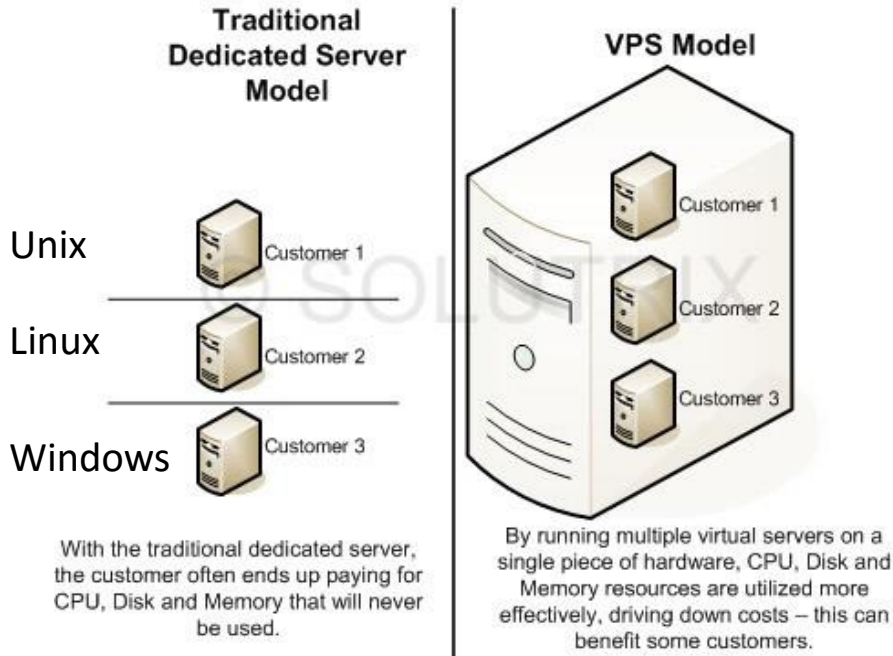 Traditional
Dedicated Server
Model
Unix
Customer 1
Linux
Customer 2
Windows
Customer 3
With the traditional dedicated server,
the customer often ends up paying for
CPU, Disk and Memory that will never
be used.
VPS Model
Customer 1
Customer 2
Customer 3
By running multiple virtual servers on a
single piece of hardware, CPU, Disk and
Memory resources are utilized more
effectively, driving down costs – this can
benefit some customers.
© SOLUTRIX